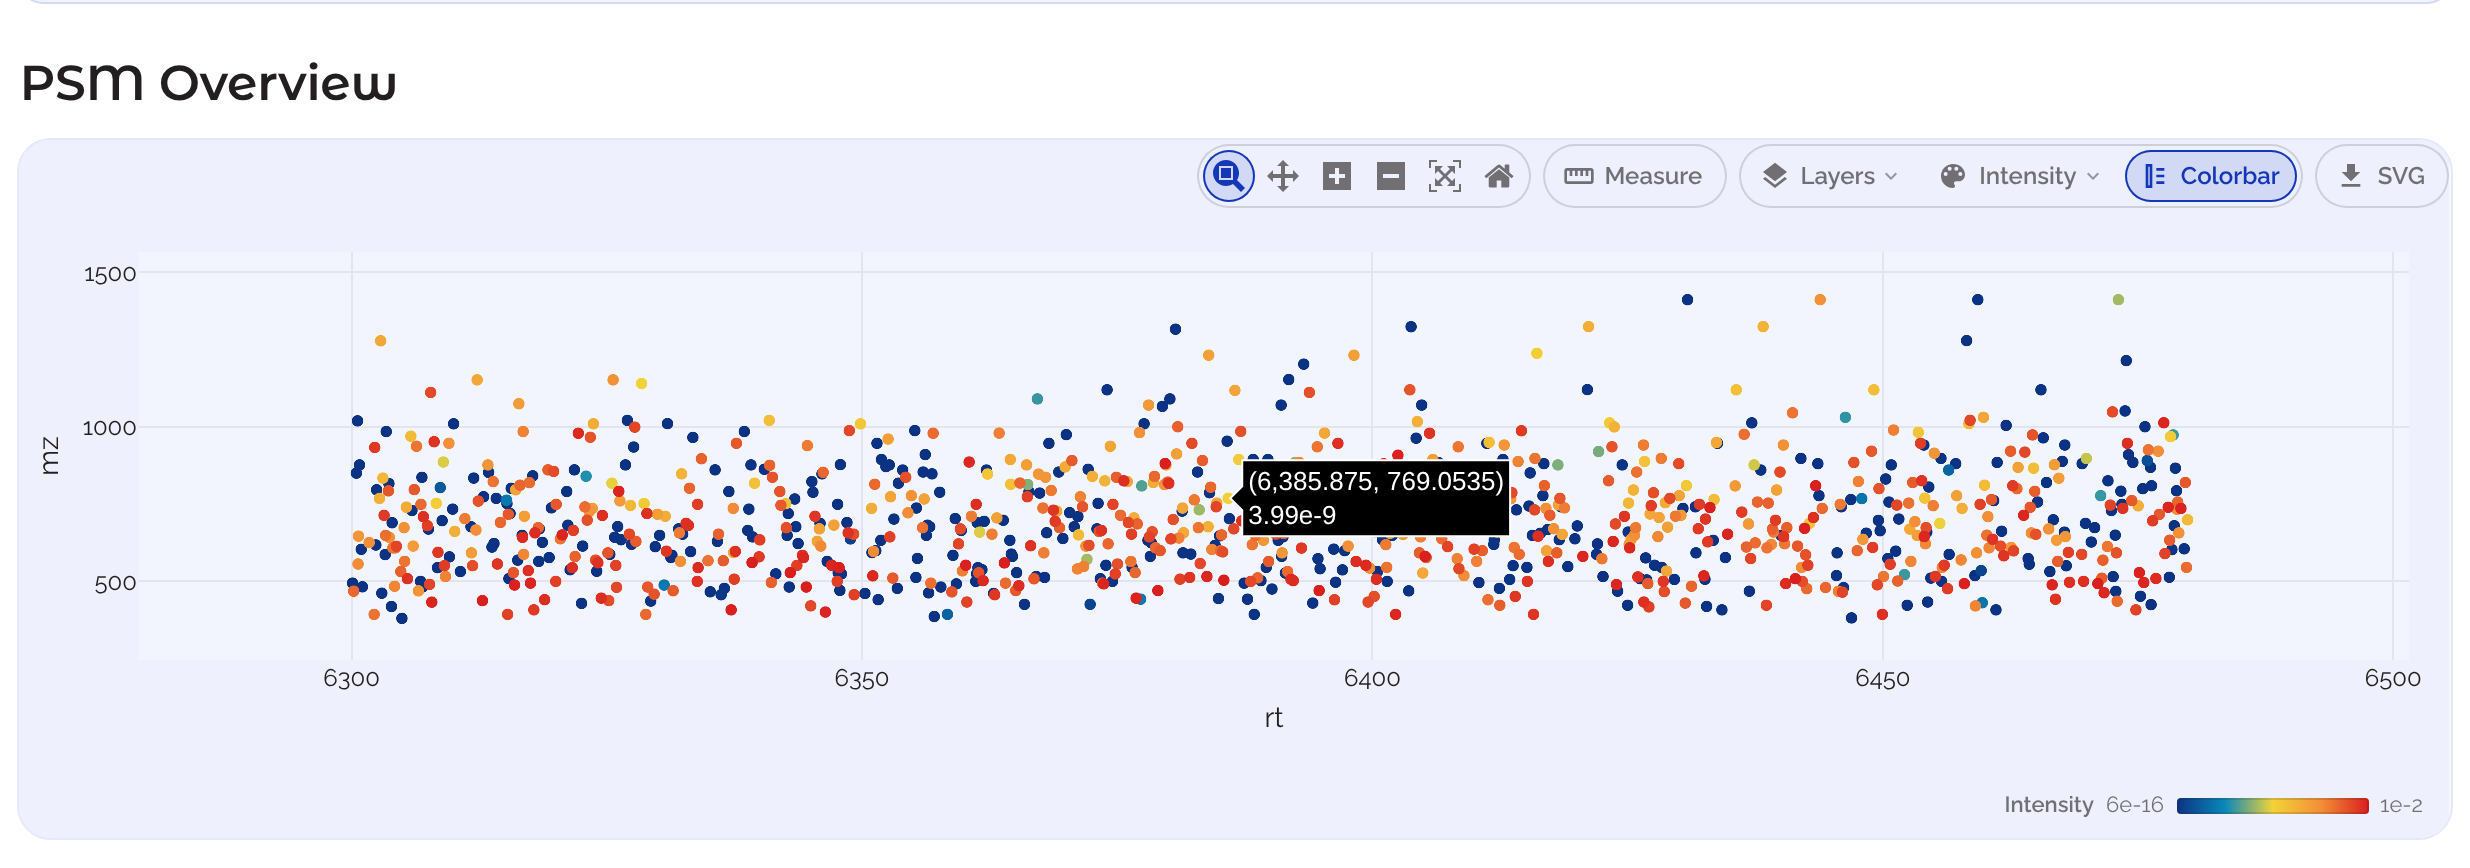 PSM Overview
Measure
Layers
Intensity
Colorbar
SVG
1500
1000
500
mz
(6,385.875, 769.0535)
3.99e-9
6300
6350
6400
6450
6500
rt
Intensity 6e-16 1e-2